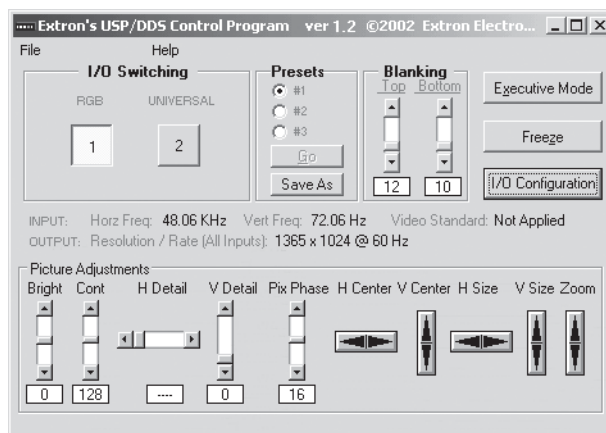 Extron's USP/DDS Control Program ver 1.2 ©2002 Extron Electro...
File Help
I/O Switching
RGB UNIVERSAL
1 2
Presets
#1
#2
#3
Go
Save As
Blanking
Top Bottom
12 10
Executive Mode
Freeze
I/O Configuration
INPUT: Horz Freq: 48.06 KHz Vert Freq: 72.06 Hz Video Standard: Not Applied
OUTPUT: Resolution / Rate (All Inputs): 1365 x 1024 @ 60 Hz
Picture Adjustments
Bright Cont H Detail V Detail Pix Phase H Center V Center H Size V Size Zoom
0 128 ---- 0 16